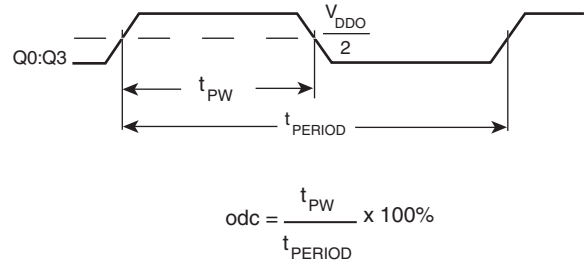 V_DDO
2
Q0:Q3
t_PW
t_PERIOD
odc = t_PW / t_PERIOD x 100%